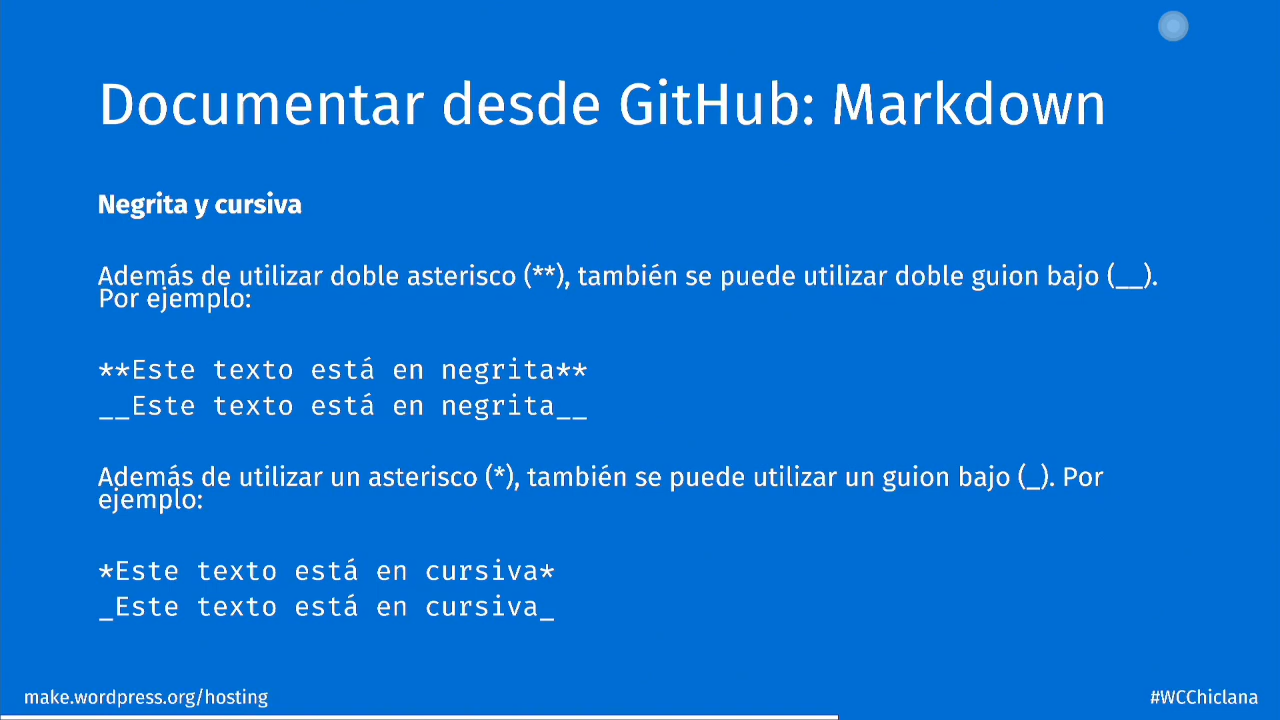 Documentar desde GitHub: Markdown
Negrita y cursiva
Además de utilizar doble asterisco (**), también se puede utilizar doble guion bajo (__).
Por ejemplo:
**Este texto está en negrita**
__Este texto está en negrita__
Además de utilizar un asterisco (*), también se puede utilizar un guion bajo (_). Por
ejemplo:
*Este texto está en cursiva*
_Este texto está en cursiva_
make.wordpress.org/hosting
#WCChiclana